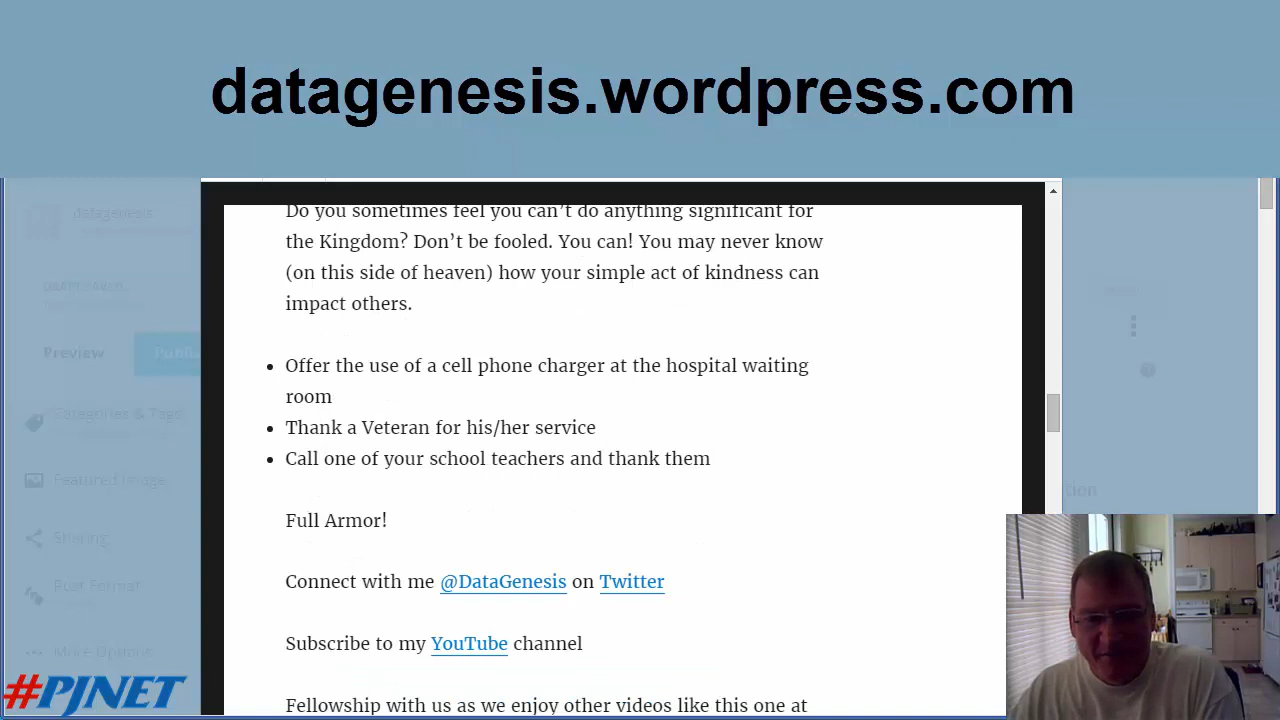 datagenesis.wordpress.com
datagenesis
Do you sometimes feel you can't do anything significant for
the Kingdom? Don't be fooled. You can! You may never know
(on this side of heaven) how your simple act of kindness can
impact others.
Preview
Publi
Offer the use of a cell phone charger at the hospital waiting
room
Categories & Tags
Thank a Veteran for his/her service
Call one of your school teachers and thank them
Featured Image
tion
Full Armor!
Sharing
Connect with me @DataGenesis on Twitter
Post Format
Subscribe to my YouTube channel
More Options
#PJNET
Fellowship with us as we enjoy other videos like this one at